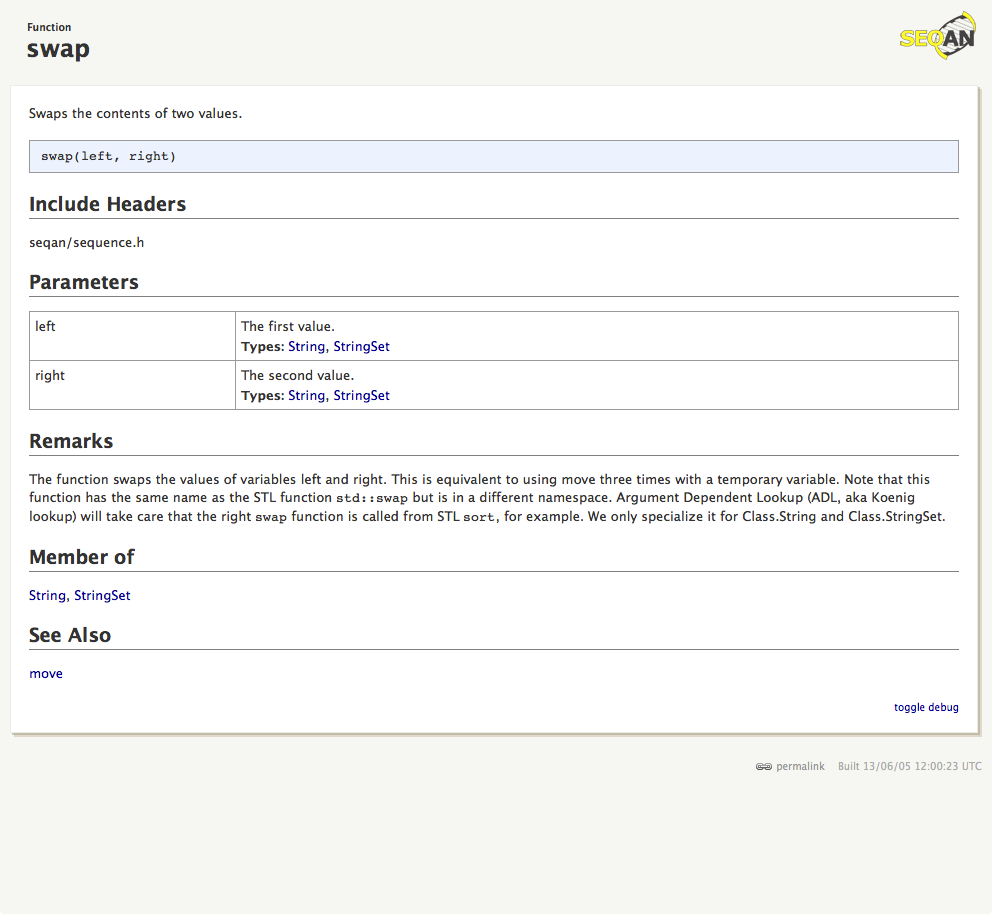 Function
swap
SEQAN
Swaps the contents of two values.
swap(left, right)
Include Headers
seqan/sequence.h
Parameters
left
The first value.
Types: String, StringSet
right
The second value.
Types: String, StringSet
Remarks
The function swaps the values of variables left and right. This is equivalent to using move three times with a temporary variable. Note that this
function has the same name as the STL function std::swap but is in a different namespace. Argument Dependent Lookup (ADL, aka Koenig
lookup) will take care that the right swap function is called from STL sort, for example. We only specialize it for Class.String and Class.StringSet.
Member of
String, StringSet
See Also
move
toggle debug
permalink Built 13/06/05 12:00:23 UTC